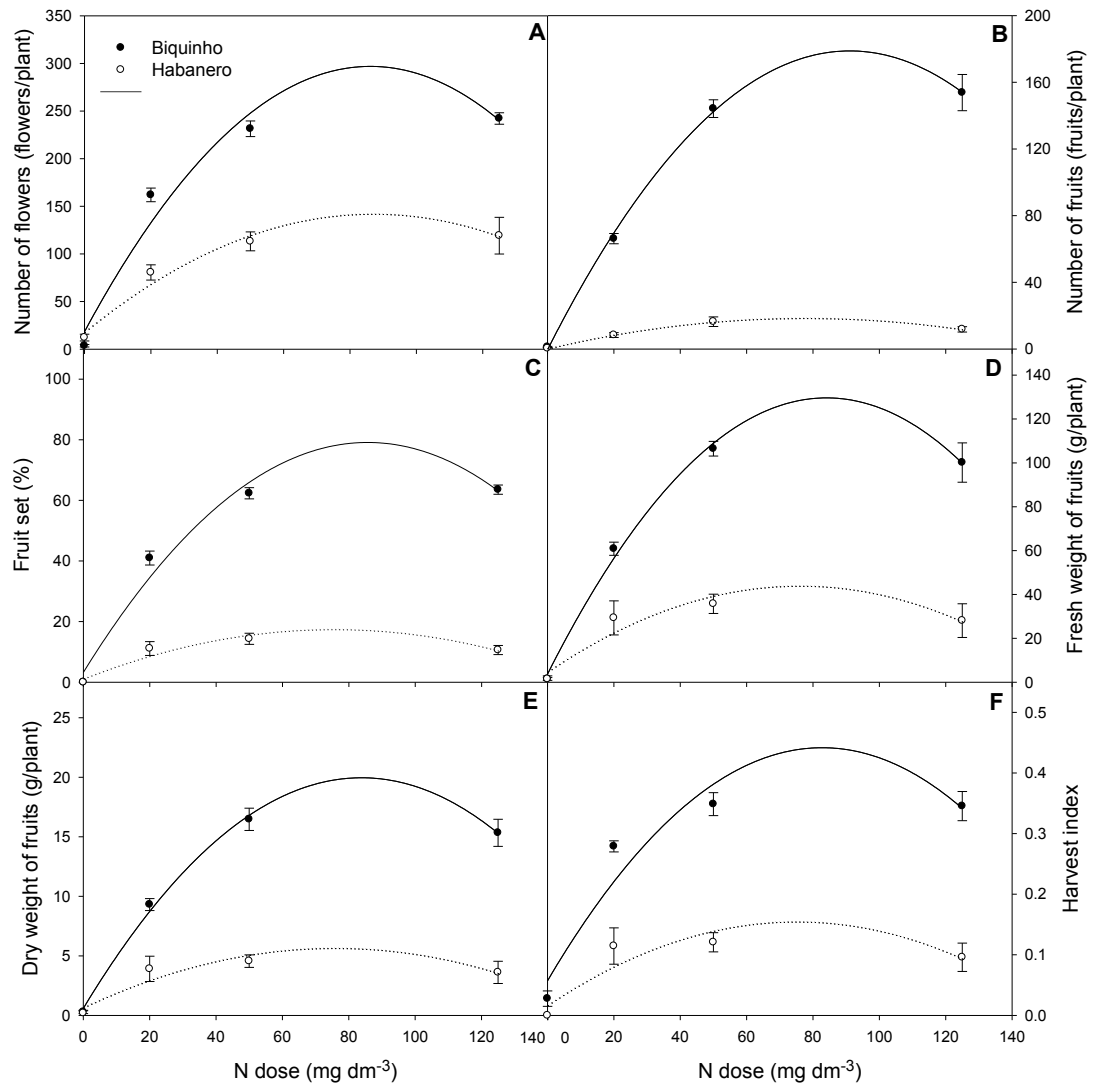 350
300
250
200
150
100
50
0
Number of flowers (flowers/plant)
Biquinho
Habanero
A
B
200
160
120
80
40
0
Number of fruits (fruits/plant)
100
80
60
40
20
0
Fruit set (%)
C
D
140
120
100
80
60
40
20
0
Fresh weight of fruits (g/plant)
25
20
15
10
5
0
Dry weight of fruits (g/plant)
E
F
0.5
0.4
0.3
0.2
0.1
0.0
Harvest index
0 20 40 60 80 100 120 140
0 20 40 60 80 100 120 140
N dose (mg dm⁻³)
N dose (mg dm⁻³)